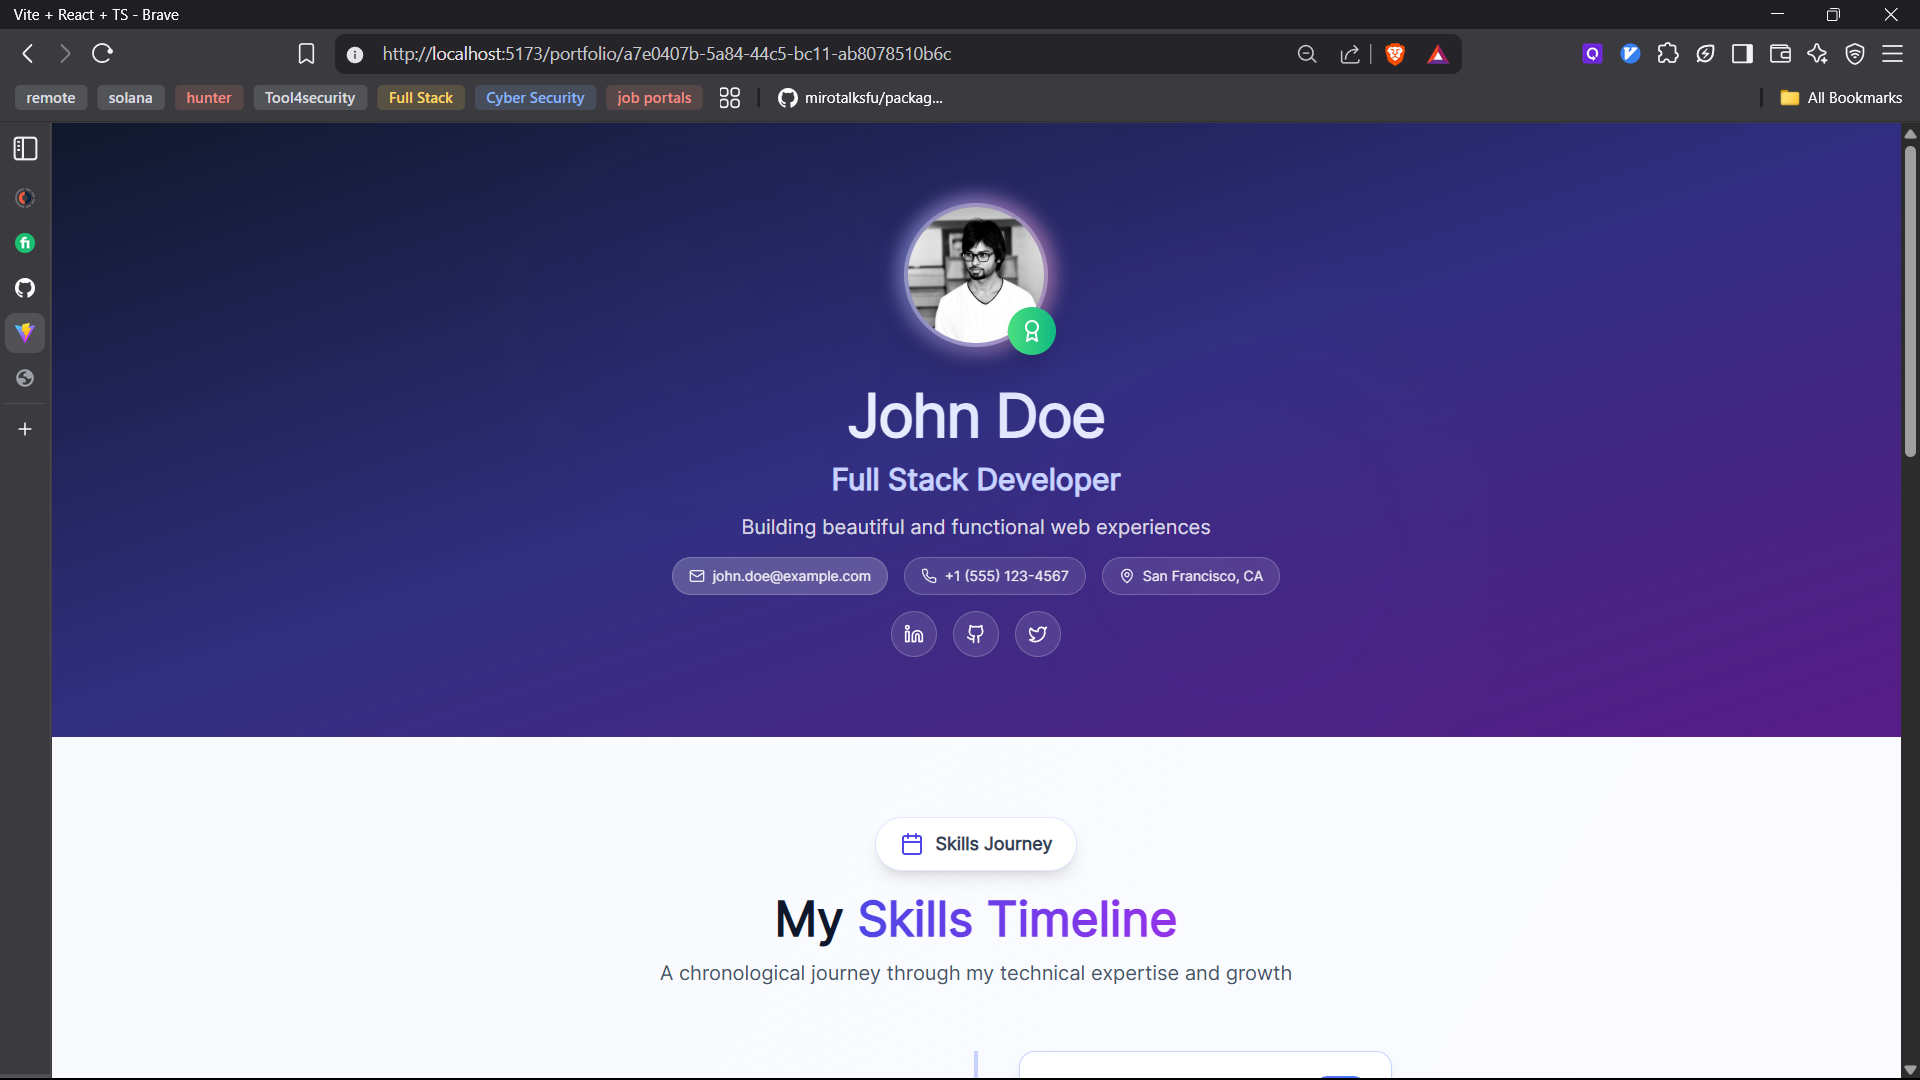 Vite + React + TS - Brave
http://localhost:5173/portfolio/a7e0407b-5a84-44c5-bc11-ab8078510b6c
remote solana hunter Tool4security Full Stack Cyber Security job portals mirotalksfu/packag... All Bookmarks
fi
John Doe
Full Stack Developer
Building beautiful and functional web experiences
john.doe@example.com +1 (555) 123-4567 San Francisco, CA
in
Skills Journey
My Skills Timeline
A chronological journey through my technical expertise and growth